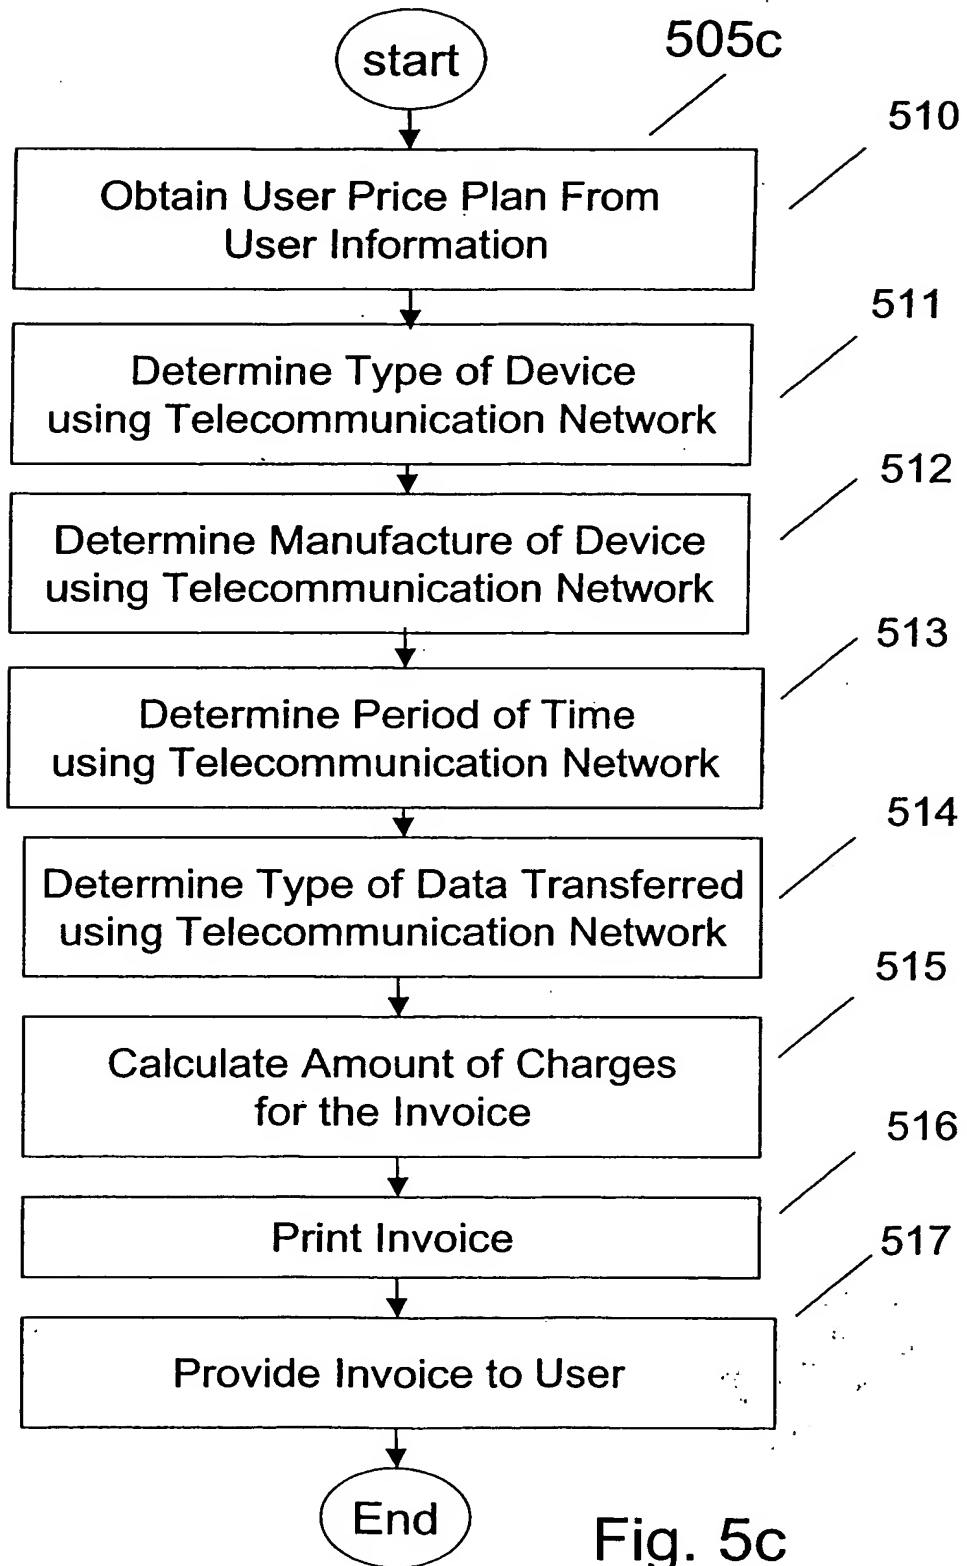 start
505c
510
Obtain User Price Plan From
User Information
511
Determine Type of Device
using Telecommunication Network
512
Determine Manufacture of Device
using Telecommunication Network
513
Determine Period of Time
using Telecommunication Network
514
Determine Type of Data Transferred
using Telecommunication Network
515
Calculate Amount of Charges
for the Invoice
516
Print Invoice
517
Provide Invoice to User
End
Fig. 5c